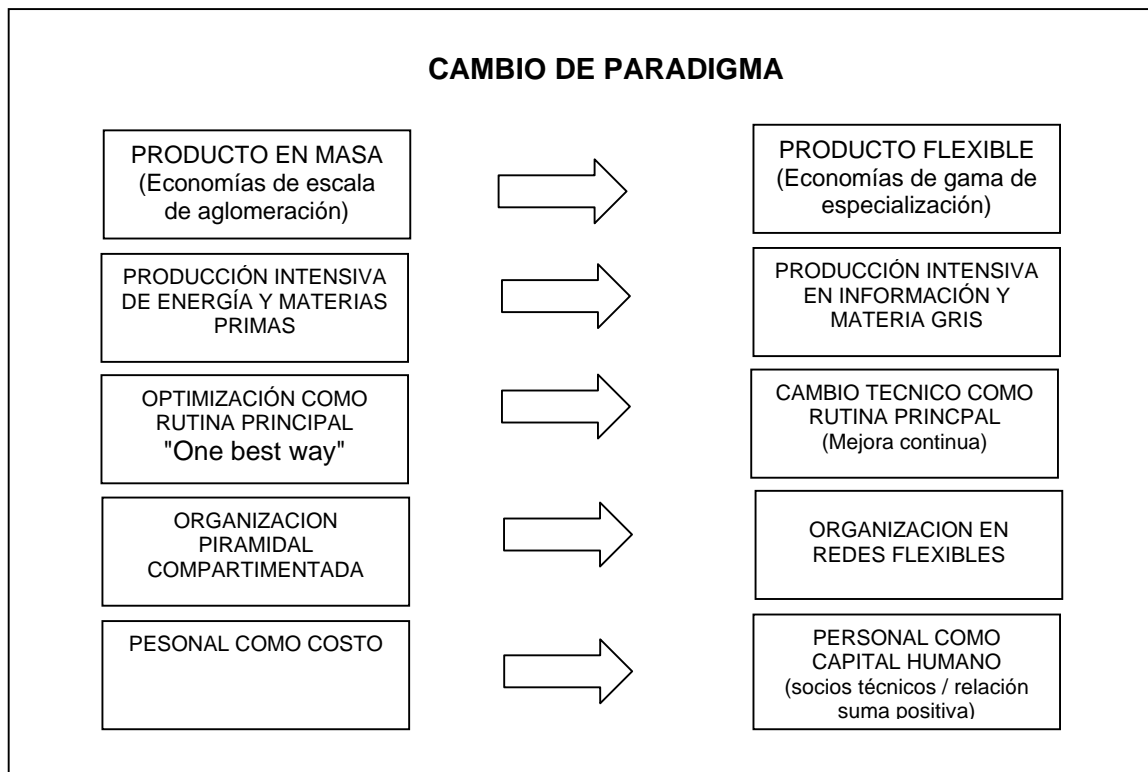 CAMBIO DE PARADIGMA
PRODUCTO EN MASA
(Economías de escala
de aglomeración)
PRODUCTO FLEXIBLE
(Economías de gama de
especialización)
PRODUCCIÓN INTENSIVA
DE ENERGÍA Y MATERIAS
PRIMAS
PRODUCCIÓN INTENSIVA
EN INFORMACIÓN Y
MATERIA GRIS
OPTIMIZACIÓN COMO
RUTINA PRINCIPAL
"One best way"
CAMBIO TECNICO COMO
RUTINA PRINCPAL
(Mejora continua)
ORGANIZACION
PIRAMIDAL
COMPARTIMENTADA
ORGANIZACION EN
REDES FLEXIBLES
PESONAL COMO COSTO
PERSONAL COMO
CAPITAL HUMANO
(socios técnicos / relación
suma positiva)